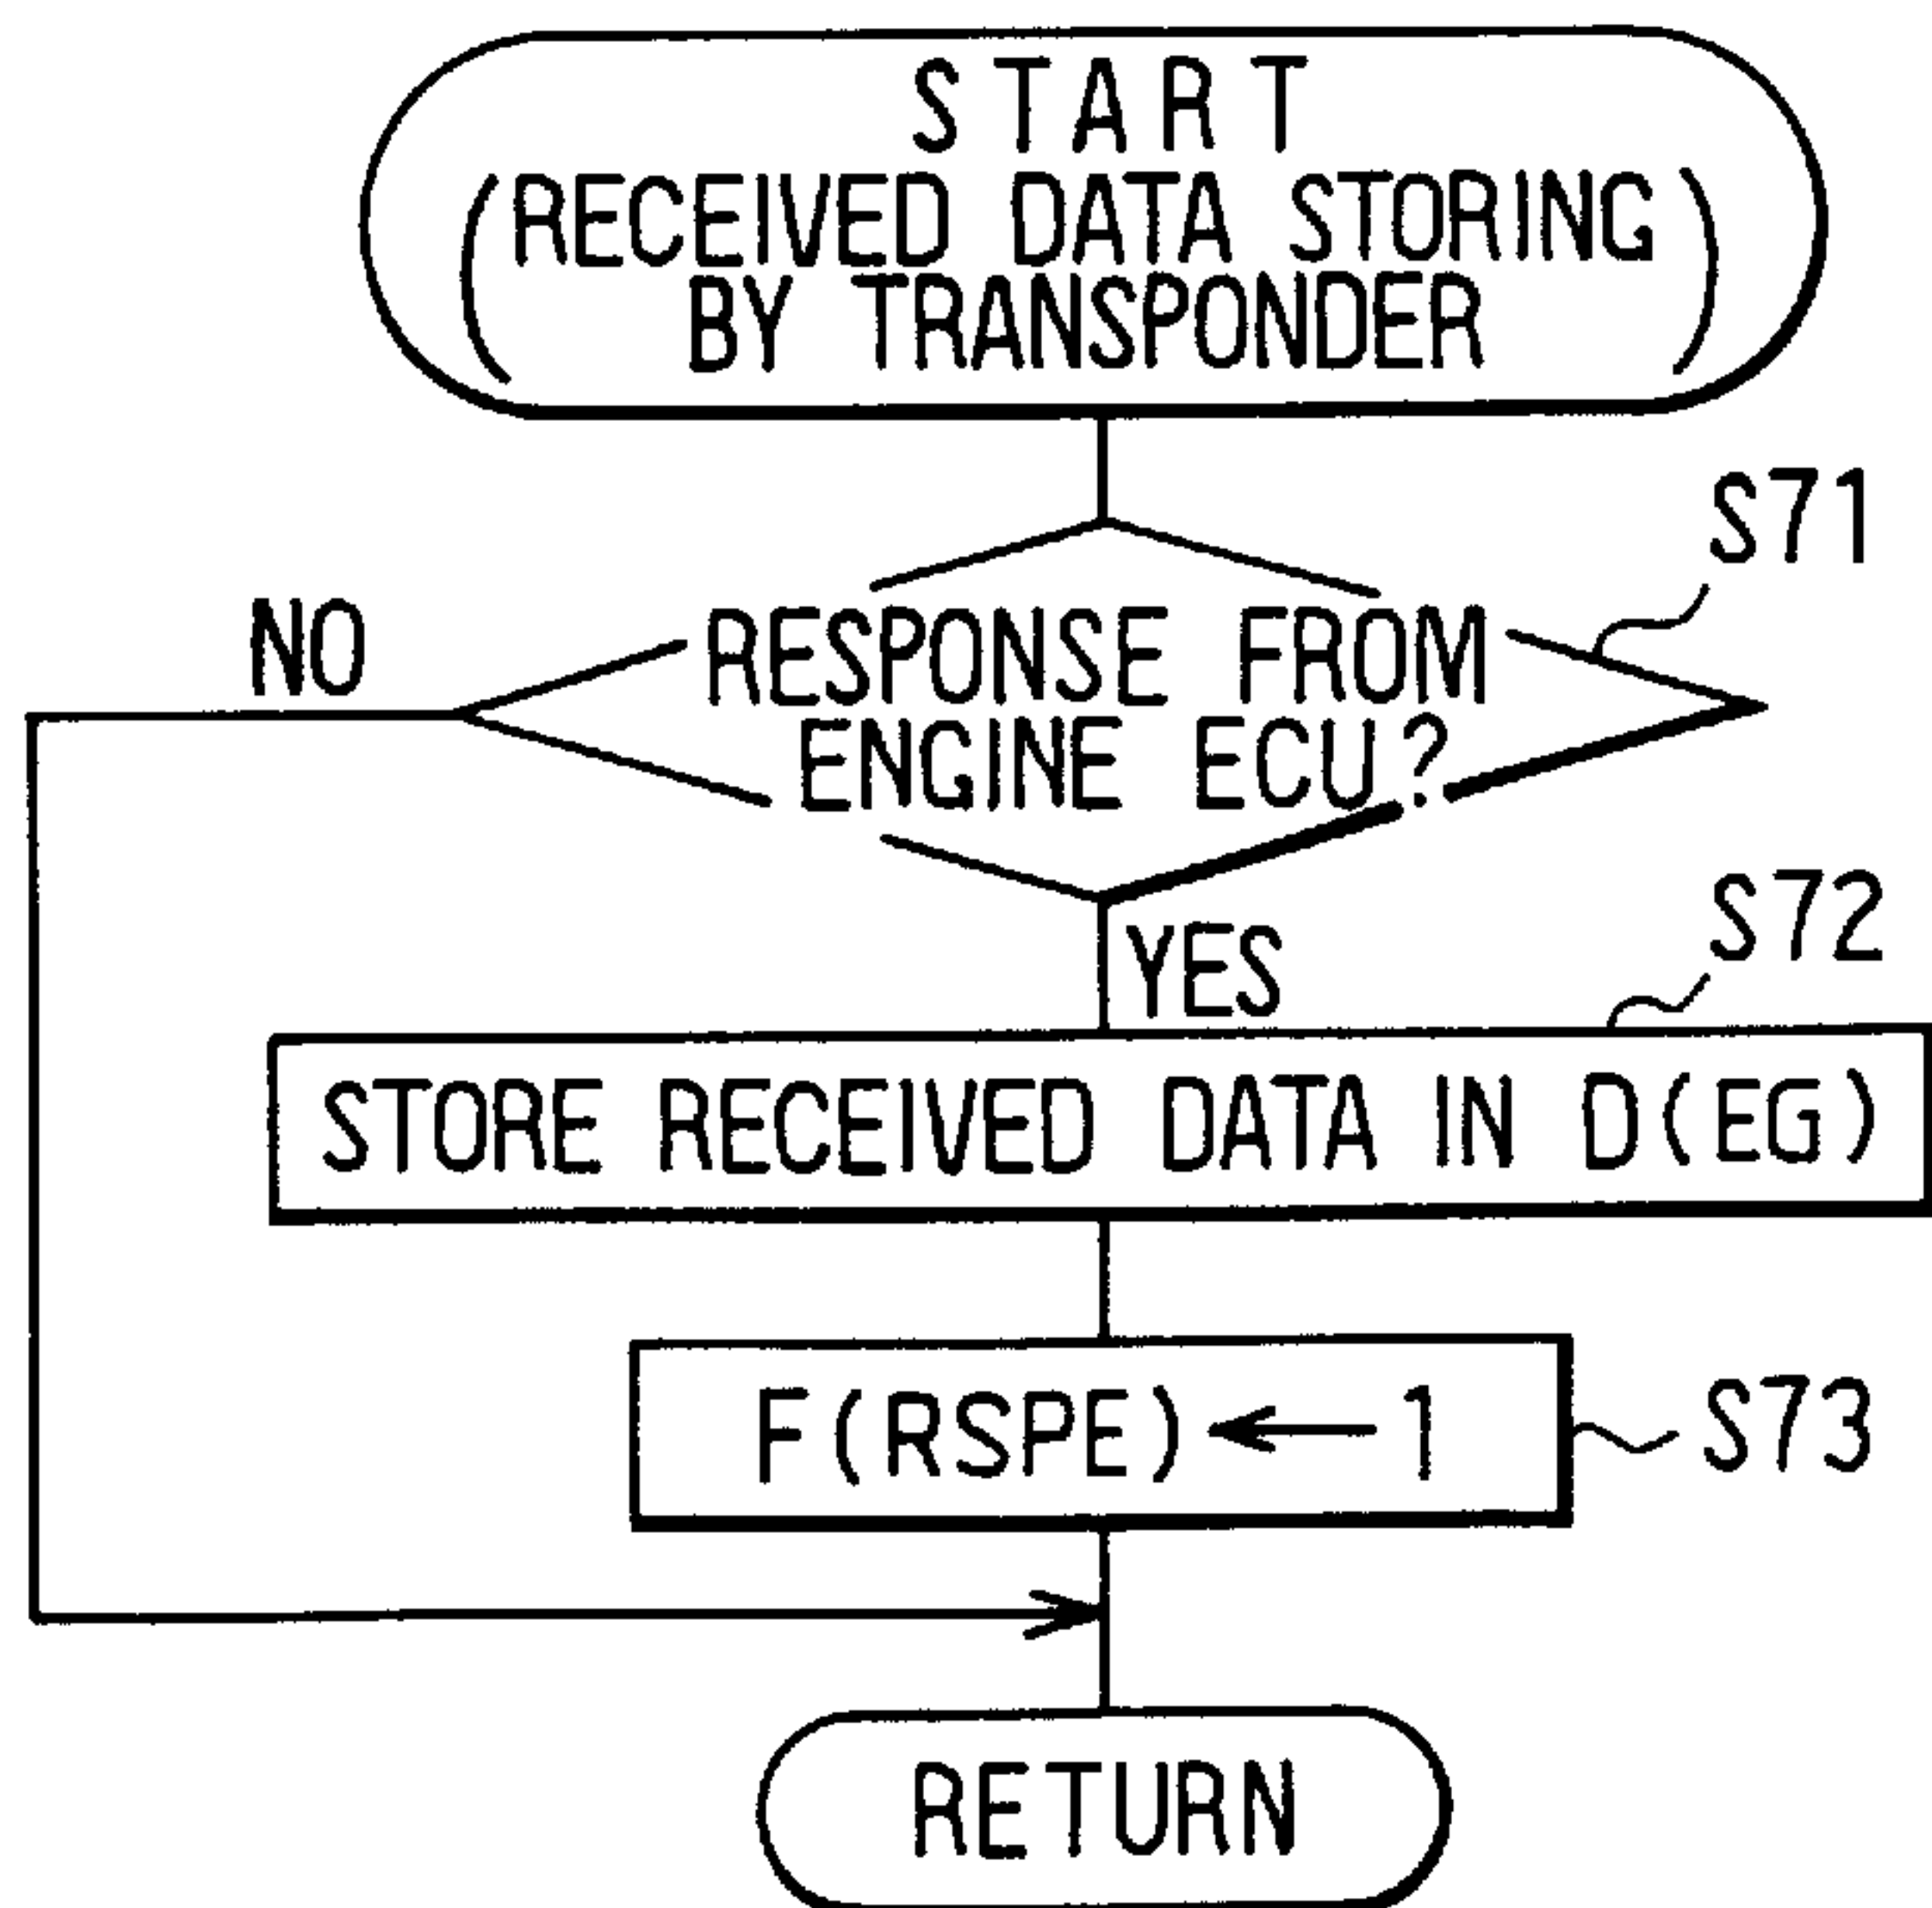 START
(RECEIVED DATA STORING
BY TRANSPONDER)
S71
NO
RESPONSE FROM
ENGINE ECU?
YES
S72
STORE RECEIVED DATA IN D(EG)
F(RSPE)←1
S73
RETURN